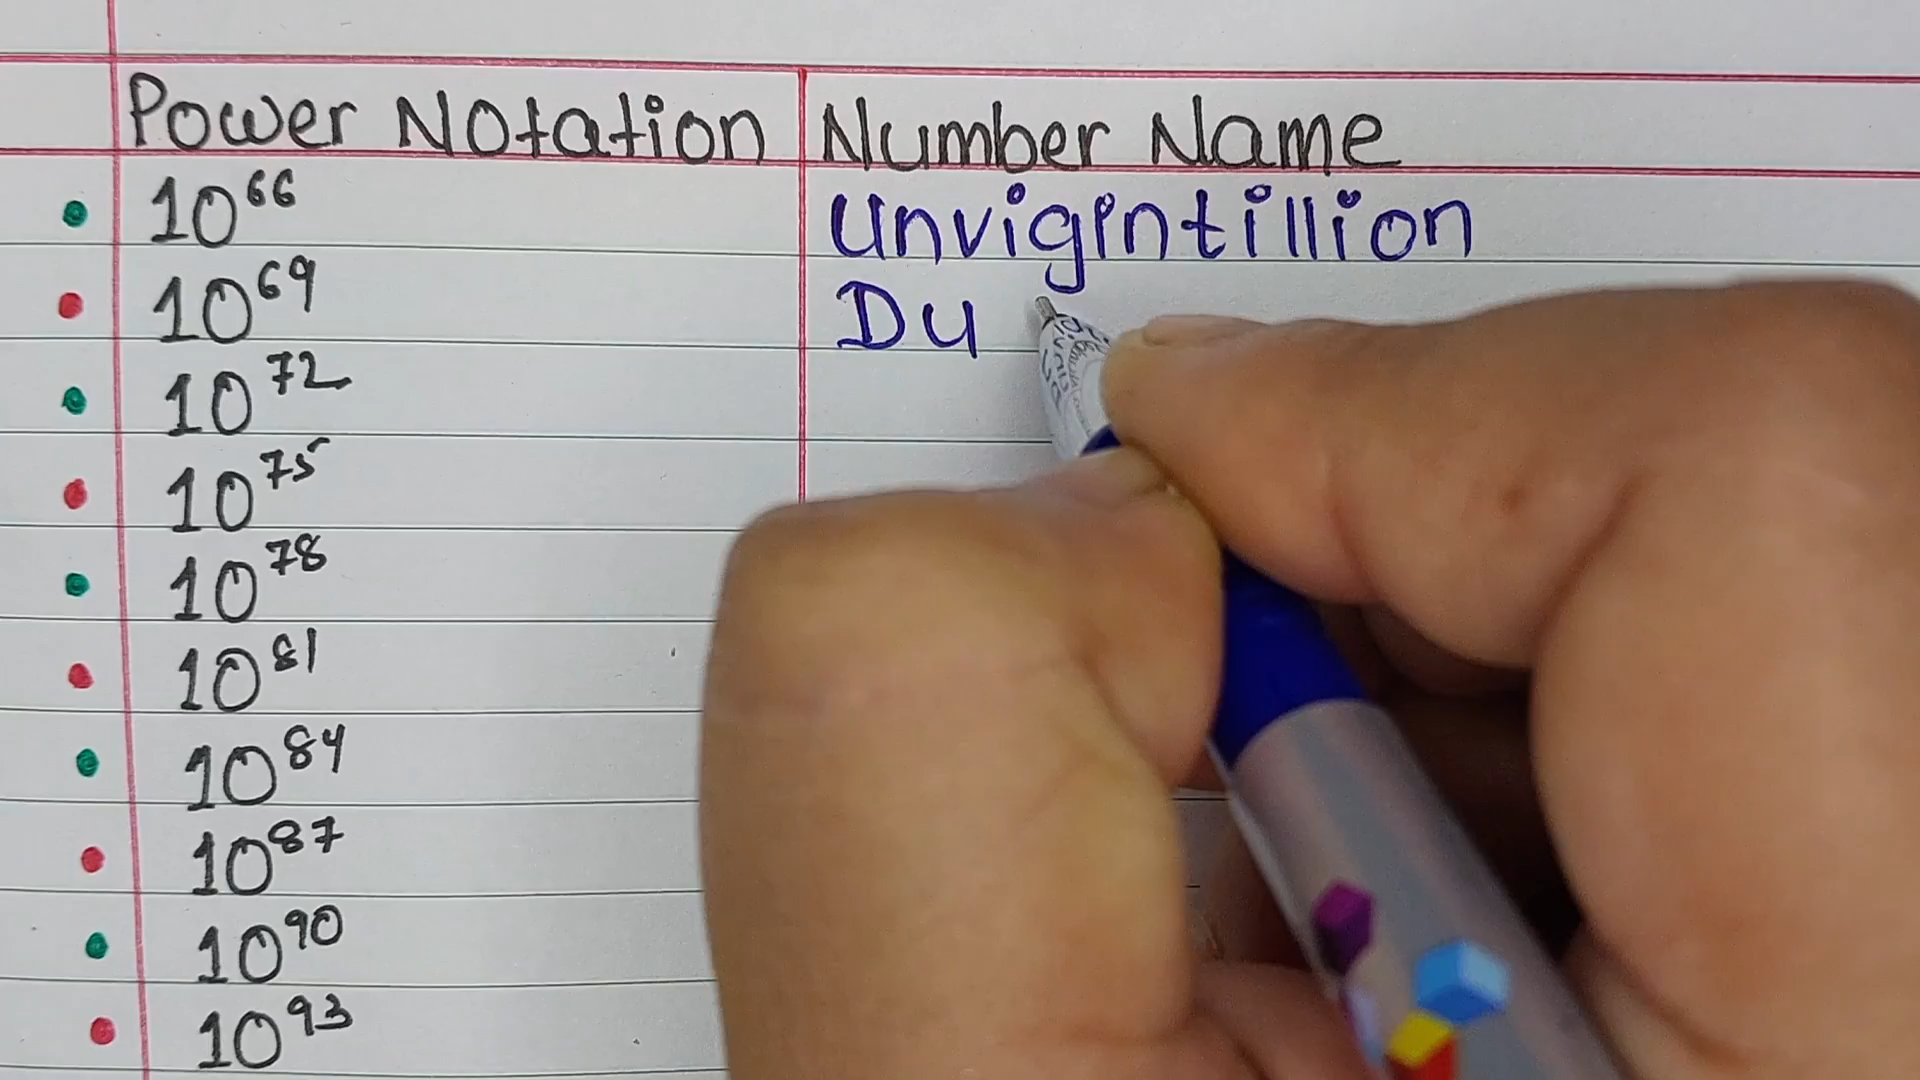 Power Notation Number Name
10⁶⁶ Unvigintillion
10⁶⁹ Du
10⁷²
10⁷⁵
10⁷⁸
10⁸¹
10⁸⁴
10⁸⁷
10⁹⁰
10⁹³